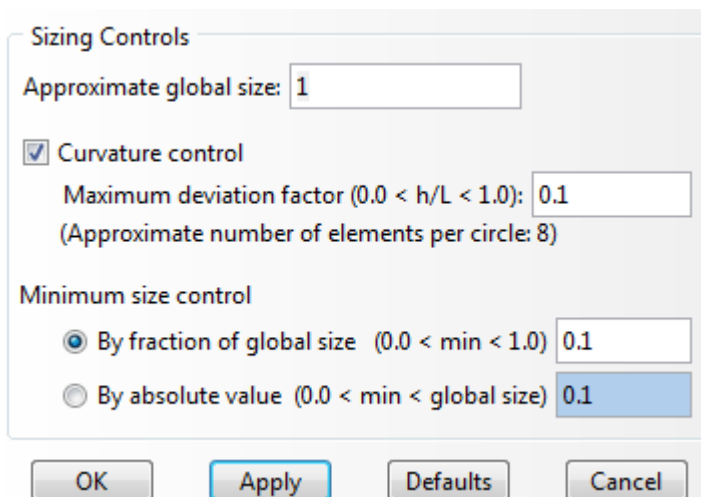 Sizing Controls
Approximate global size: 1
Curvature control
Maximum deviation factor (0.0 < h/L < 1.0): 0.1
(Approximate number of elements per circle: 8)
Minimum size control
By fraction of global size (0.0 < min < 1.0) 0.1
By absolute value (0.0 < min < global size) 0.1
OK Apply Defaults Cancel